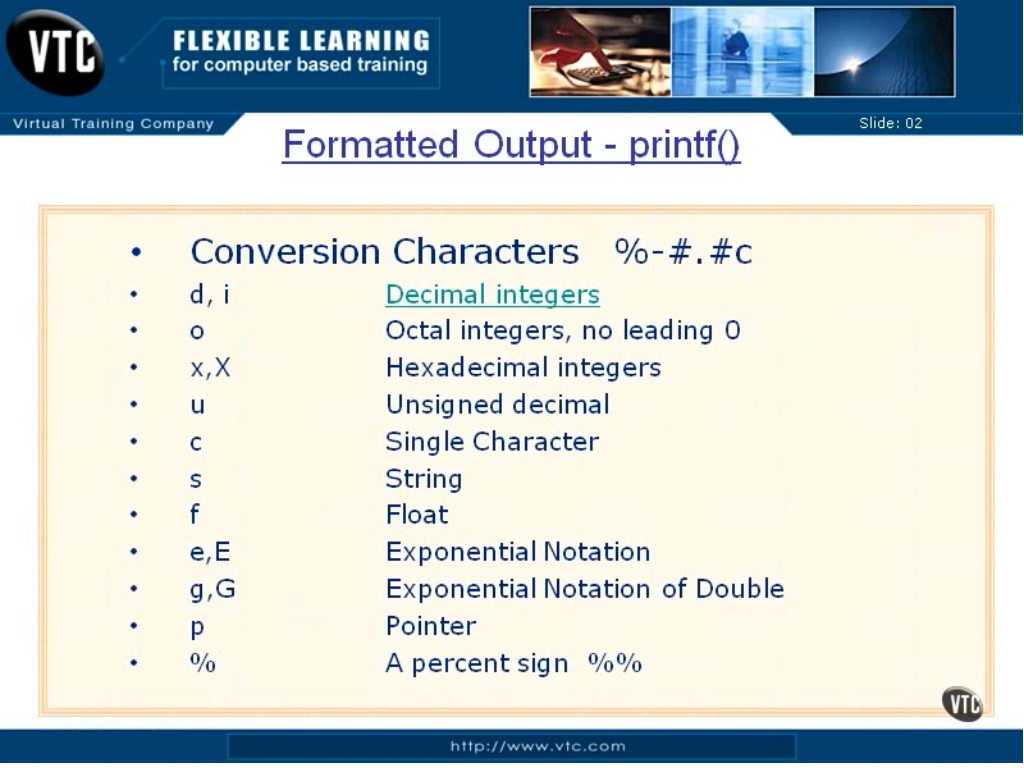 VTC
FLEXIBLE LEARNING
for computer based training
Virtual Training Company
Slide: 02
Formatted Output - printf()
• Conversion Characters %-#.#c
• d, i Decimal integers
• o Octal integers, no leading 0
• x,X Hexadecimal integers
• u Unsigned decimal
• c Single Character
• s String
• f Float
• e,E Exponential Notation
• g,G Exponential Notation of Double
• p Pointer
• % A percent sign %%
VTC
http://www.vtc.com